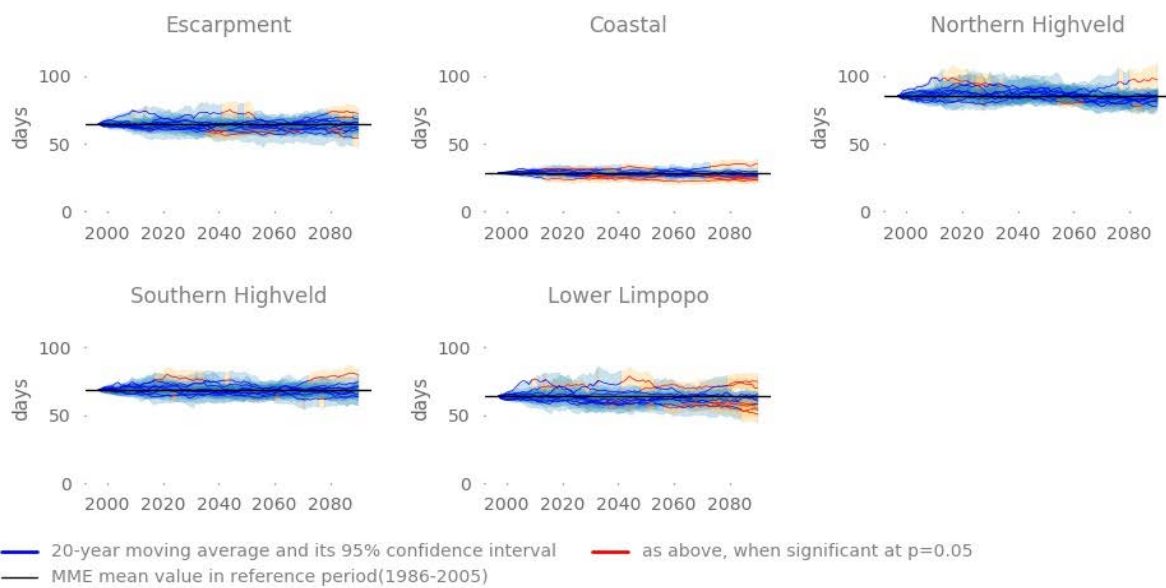 Escarpment
Coastal
Northern Highveld
100
50
0
days
2000 2020 2040 2060 2080
100
50
0
days
2000 2020 2040 2060 2080
100
50
0
days
2000 2020 2040 2060 2080
Southern Highveld
Lower Limpopo
100
50
0
days
2000 2020 2040 2060 2080
100
50
0
days
2000 2020 2040 2060 2080
20-year moving average and its 95% confidence interval
as above, when significant at p=0.05
MME mean value in reference period(1986-2005)